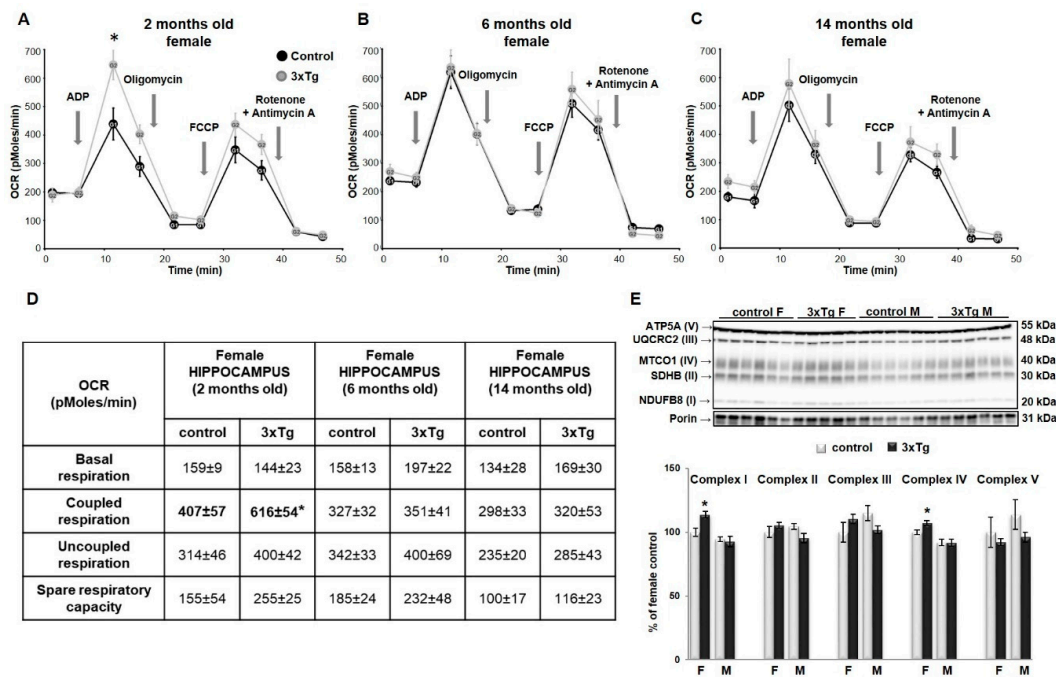 A
2 months old
female
700
600
500
400
300
200
100
0
OCR (pMoles/min)
*
ADP
Oligomycin
FCCP
Rotenone
+ Antimycin A
Control
3xTg
0 10 20 30 40 50
Time (min)
B
6 months old
female
700
600
500
400
300
200
100
0
OCR (pMoles/min)
ADP
Oligomycin
FCCP
Rotenone
+ Antimycin A
0 10 20 30 40 50
Time (min)
C
14 months old
female
700
600
500
400
300
200
100
0
OCR (pMoles/min)
ADP
Oligomycin
FCCP
Rotenone
+ Antimycin A
0 10 20 30 40 50
Time (min)
D
OCR
(pMoles/min)
Female
HIPPOCAMPUS
(2 months old)
Female
HIPPOCAMPUS
(6 months old)
Female
HIPPOCAMPUS
(14 months old)
control 3xTg control 3xTg control 3xTg
Basal
respiration
159±9 144±23 158±13 197±22 134±28 169±30
Coupled
respiration
407±57 616±54* 327±32 351±41 298±33 320±53
Uncoupled
respiration
314±46 400±42 342±33 400±69 235±20 285±43
Spare respiratory
capacity
155±54 255±25 185±24 232±48 100±17 116±23
E
control F 3xTg F control M 3xTg M
ATP5A (V)→ 55 kDa
UQCRC2 (III)→ 48 kDa
MTCO1 (IV)→ 40 kDa
SDHB (II)→ 30 kDa
NDUFB8 (I)→ 20 kDa
Porin→ 31 kDa
control 3xTg
150
100
50
0
% of female control
Complex I Complex II Complex III Complex IV Complex V
* *
F M F M F M F M F M